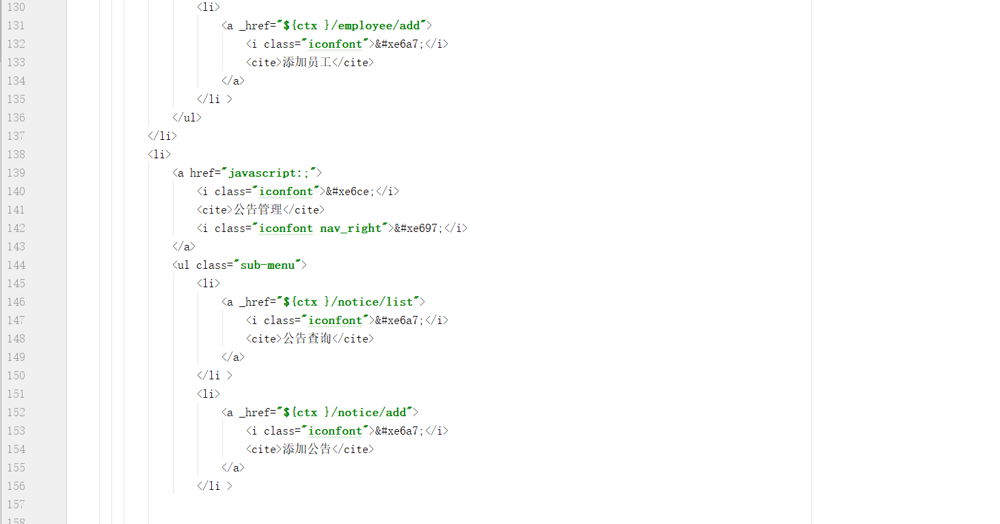 130 <li>
131 <a _href="${ctx }/employee/add">
132 <i class="iconfont">&#xe6a7;</i>
133 <cite>添加员工</cite>
134 </a>
135 </li >
136 </ul>
137 </li>
138 <li>
139 <a href="javascript:;">
140 <i class="iconfont">&#xe6ce;</i>
141 <cite>公告管理</cite>
142 <i class="iconfont nav_right">&#xe697;</i>
143 </a>
144 <ul class="sub-menu">
145 <li>
146 <a _href="${ctx }/notice/list">
147 <i class="iconfont">&#xe6a7;</i>
148 <cite>公告查询</cite>
149 </a>
150 </li >
151 <li>
152 <a _href="${ctx }/notice/add">
153 <i class="iconfont">&#xe6a7;</i>
154 <cite>添加公告</cite>
155 </a>
156 </li >
157
158